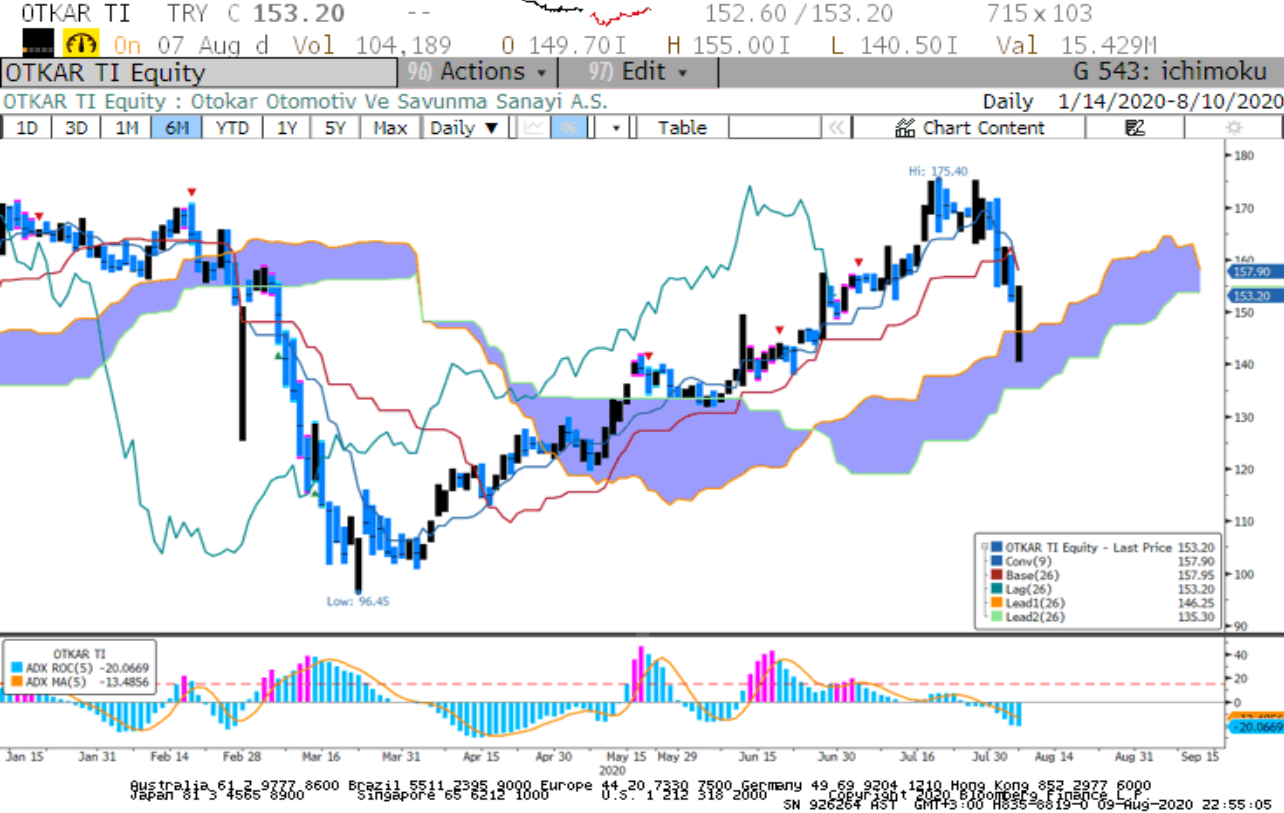 OTKAR TI TRY C 153.20 -- 152.60 / 153.20 715 x 103
On 07 Aug d Vol 104,189 O 149.70I H 155.00I L 140.50I Val 15.429M
OTKAR TI Equity 96) Actions 97) Edit G 543: ichimoku
OTKAR TI Equity : Otokar Otomotiv Ve Savunma Sanayi A.S. Daily 1/14/2020-8/10/2020
1D 3D 1M 6M YTD 1Y 5Y Max Daily ▼ Table « Chart Content
Hi: 175.40
180
170
160
157.90
153.20
150
140
130
120
110
100
90
Low: 96.45
OTKAR TI Equity - Last Price 153.20
Conv(9) 157.90
Base(26) 157.95
Lag(26) 153.20
Lead1(26) 146.25
Lead2(26) 135.30
OTKAR TI
ADX ROC(5) -20.0669
ADX MA(5) -13.4856
40
20
0
-13.4856
-20.0669
Jan 15 Jan 31 Feb 14 Feb 28 Mar 16 Mar 31 Apr 15 Apr 30 May 15 May 29 Jun 15 Jun 30 Jul 16 Jul 30 Aug 14 Aug 31 Sep 15
2020
Australia 61 2 9777 8600 Brazil 5511 2395 9000 Europe 44 20 7330 7500 Germany 49 69 9204 1210 Hong Kong 852 2977 6000
Japan 81 3 4565 8900 Singapore 65 6212 1000 U.S. 1 212 318 2000 Copyright 2020 Bloomberg Finance L.P.
SN 926264 AST GMT+3:00 H835-8819-0 09-Aug-2020 22:55:05